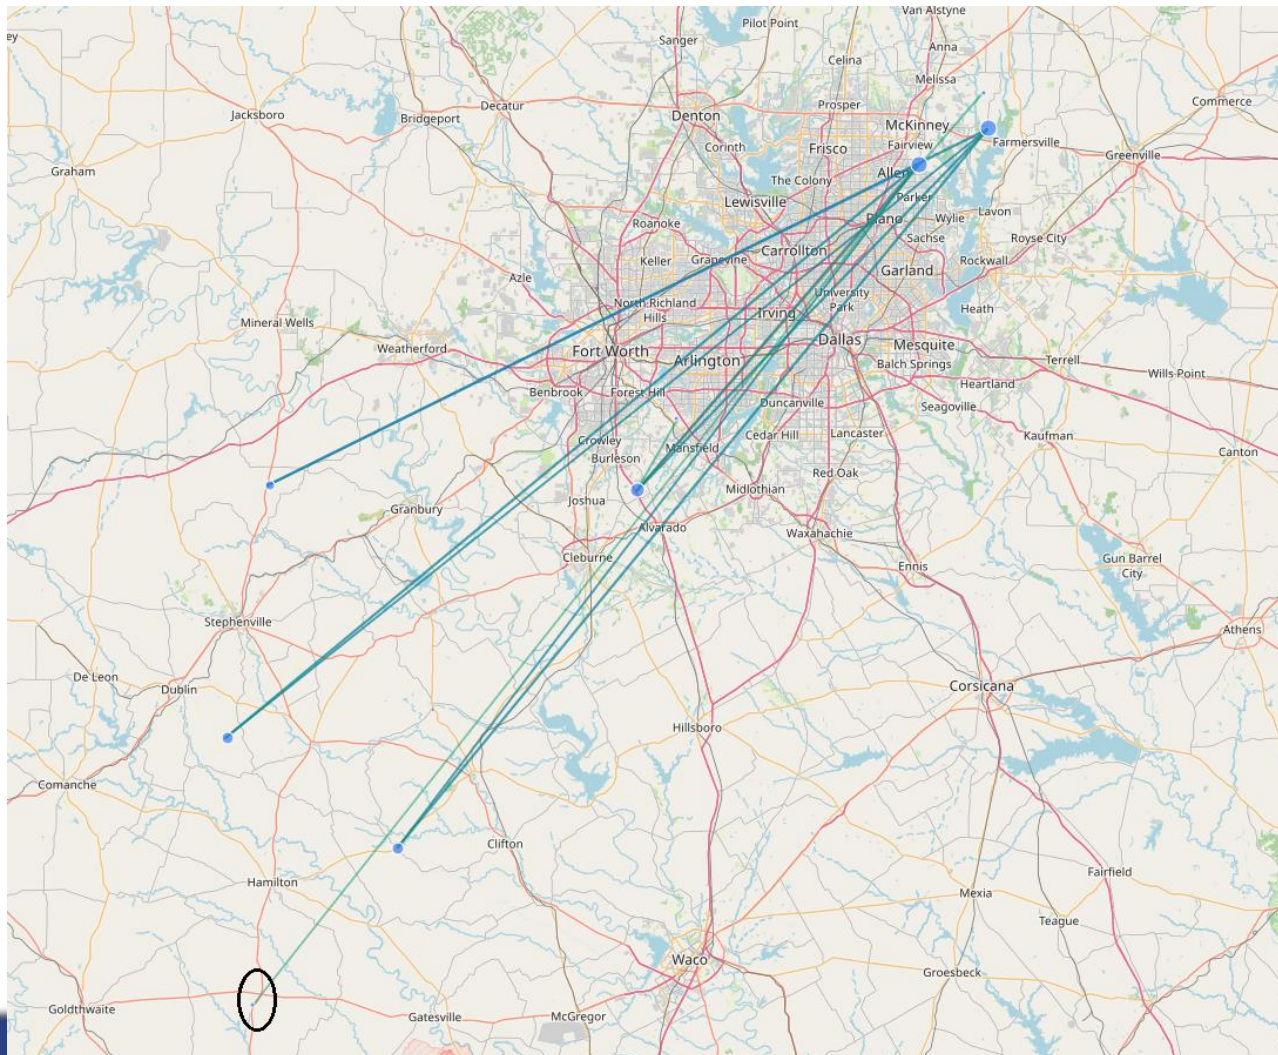 Van Alstyne
Pilot Point
ey
Sanger
Anna
Celina
Melissa
Commerce
Decatur
Prosper
Jacksboro
Denton
Bridgeport
McKinney
Farmersville
Fairview
Corinth
Frisco
Greenville
Graham
Allen
The Colony
Parker
Lewisville
Lavon
Plano
Wylie
Roanoke
Sachse
Royse City
Carrollton
Keller
Grapevine
Rockwall
Garland
Azle
University
Park
North Richland
Hills
Heath
Irving
Mineral Wells
Dallas
Mesquite
Weatherford
Fort Worth
Arlington
Terrell
Balch Springs
Wills Point
Heartland
Benbrook
Forest Hill
Duncanville
Seagoville
Cedar Hill
Lancaster
Kaufman
Crowley
Mansfield
Canton
Burleson
Red Oak
Midlothian
Joshua
Granbury
Alvarado
Waxahachie
Cleburne
Gun Barrel
City
Ennis
Stephenville
Athens
De Leon
Dublin
Corsicana
Hillsboro
Comanche
Clifton
Fairfield
Hamilton
Mexia
Teague
Waco
Groesbeck
Goldthwaite
Gatesville
McGregor